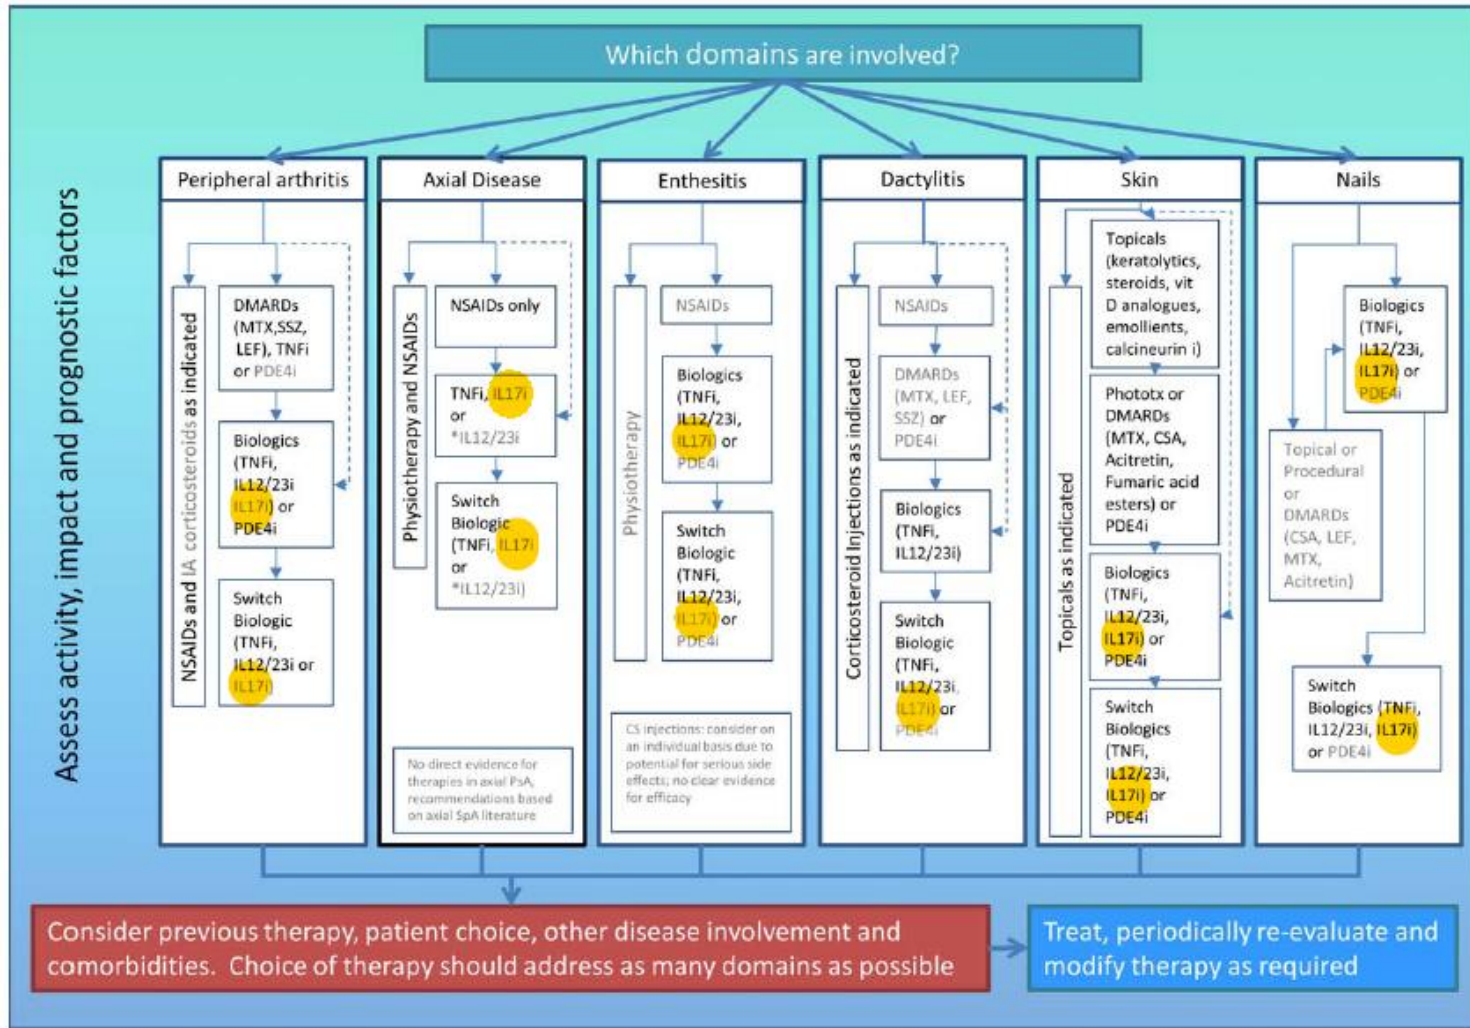 Which domains are involved?
Assess activity, impact and prognostic factors
Peripheral arthritis
NSAIDs and IA corticosteroids as indicated
DMARDs
(MTX,SSZ,
LEF), TNFi
or PDE4i
Biologics
(TNFi,
IL12/23i
IL17i) or
PDE4i
Switch
Biologic
(TNFi,
IL12/23i or
IL17i)
Axial Disease
Physiotherapy and NSAIDs
NSAIDs only
TNFi, IL17i
or
*IL12/23i
Switch
Biologic
(TNFi, IL17i
or
*IL12/23i)
No direct evidence for
therapies in axial PsA,
recommendations based
on axial SpA literature
Enthesitis
Physiotherapy
NSAIDs
Biologics
(TNFi,
IL12/23i,
IL17i) or
PDE4i
Switch
Biologic
(TNFi,
IL12/23i,
IL17i) or
PDE4i
CS injections: consider on
an individual basis due to
potential for serious side
effects; no clear evidence
for efficacy
Dactylitis
Corticosteroid Injections as indicated
NSAIDs
DMARDs
(MTX, LEF,
SSZ) or
PDE4i
Biologics
(TNFi,
IL12/23i)
Switch
Biologic
(TNFi,
IL12/23i,
IL17i) or
PDE4i
Skin
Topicals as indicated
Topicals
(keratolytics,
steroids, vit
D analogues,
emollients,
calcineurin i)
Phototx or
DMARDs
(MTX, CSA,
Acitretin,
Fumaric acid
esters) or
PDE4i
Biologics
(TNFi,
IL12/23i,
IL17i) or
PDE4i
Switch
Biologics
(TNFi,
IL12/23i,
IL17i) or
PDE4i
Nails
Biologics
(TNFi,
IL12/23i,
IL17i) or
PDE4i
Topical or
Procedural
or
DMARDs
(CSA, LEF,
MTX,
Acitretin)
Switch
Biologics (TNFi,
IL12/23i, IL17i)
or PDE4i
Consider previous therapy, patient choice, other disease involvement and
comorbidities. Choice of therapy should address as many domains as possible
Treat, periodically re-evaluate and
modify therapy as required